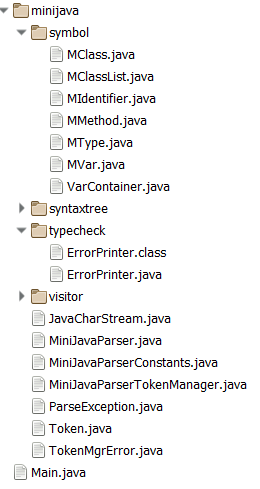 minijava
symbol
MClass.java
MClassList.java
MIdentifier.java
MMethod.java
MType.java
MVar.java
VarContainer.java
syntaxtree
typecheck
ErrorPrinter.class
ErrorPrinter.java
visitor
JavaCharStream.java
MiniJavaParser.java
MiniJavaParserConstants.java
MiniJavaParserTokenManager.java
ParseException.java
Token.java
TokenMgrError.java
Main.java